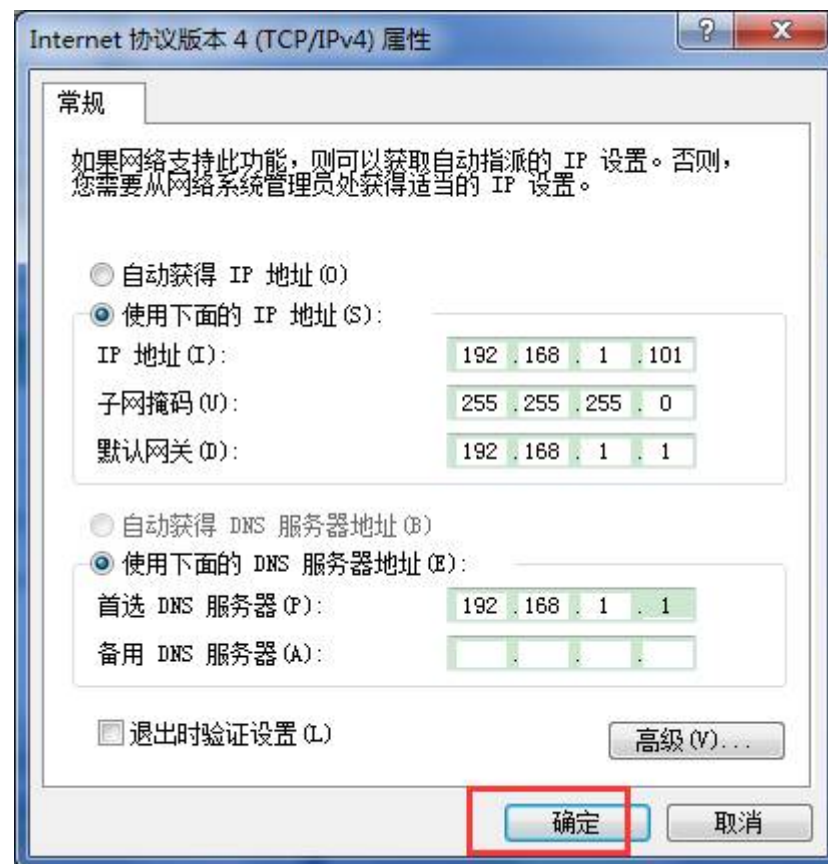 Internet 协议版本 4 (TCP/IPv4) 属性
常规
如果网络支持此功能，则可以获取自动指派的 IP 设置。否则，
您需要从网络系统管理员处获得适当的 IP 设置。
自动获得 IP 地址(O)
使用下面的 IP 地址(S):
IP 地址(I): 192 . 168 . 1 . 101
子网掩码(U): 255 . 255 . 255 . 0
默认网关(D): 192 . 168 . 1 . 1
自动获得 DNS 服务器地址(B)
使用下面的 DNS 服务器地址(E):
首选 DNS 服务器(P): 192 . 168 . 1 . 1
备用 DNS 服务器(A): . . .
退出时验证设置(L)
高级(V)...
确定 取消